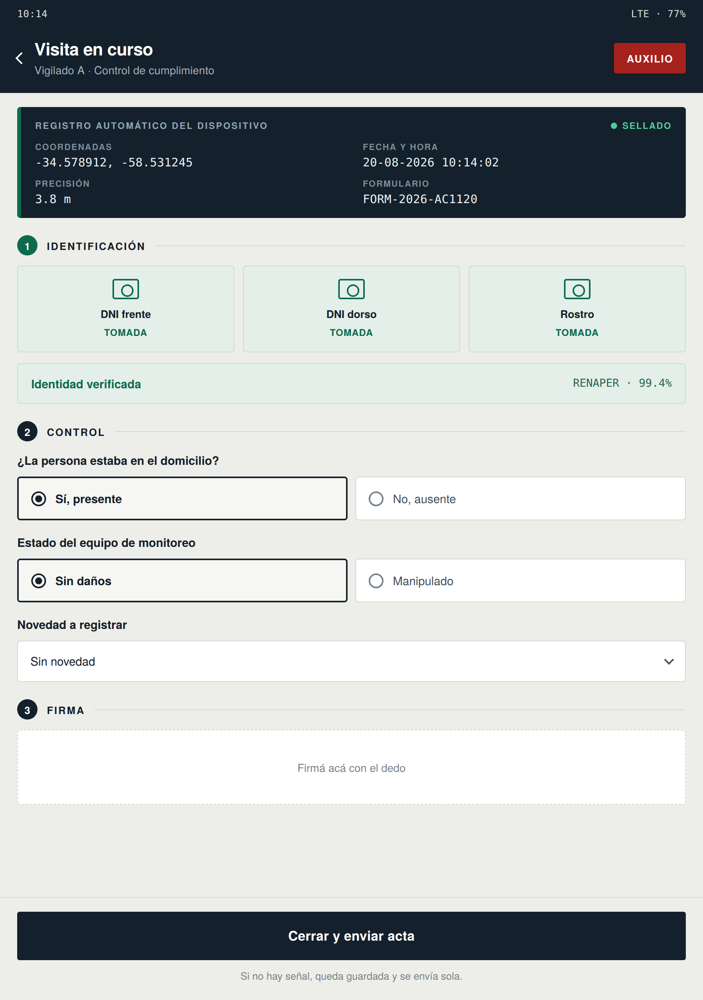 10:14
LTE · 77%
Visita en curso
Vigilado A · Control de cumplimiento
AUXILIO
REGISTRO AUTOMÁTICO DEL DISPOSITIVO
SELLADO
COORDENADAS
-34.578912, -58.531245
FECHA Y HORA
20-08-2026 10:14:02
PRECISIÓN
3.8 m
FORMULARIO
FORM-2026-AC1120
1 IDENTIFICACIÓN
DNI frente
TOMADA
DNI dorso
TOMADA
Rostro
TOMADA
Identidad verificada
RENAPER · 99.4%
2 CONTROL
¿La persona estaba en el domicilio?
Sí, presente
No, ausente
Estado del equipo de monitoreo
Sin daños
Manipulado
Novedad a registrar
Sin novedad
3 FIRMA
Firmá acá con el dedo
Cerrar y enviar acta
Si no hay señal, queda guardada y se envía sola.